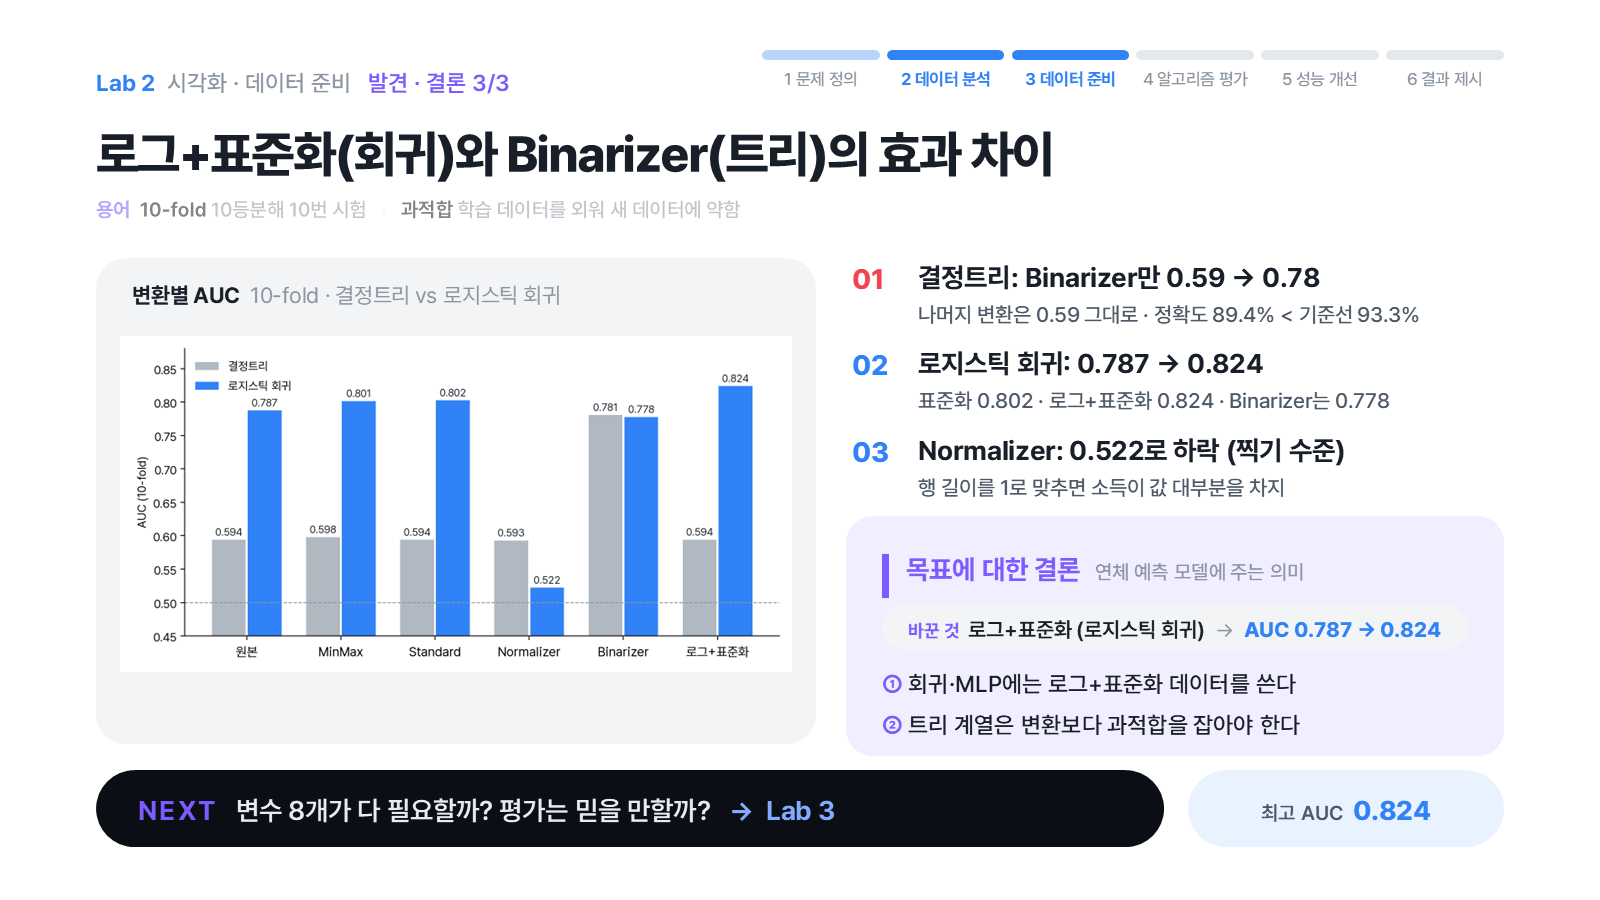 Lab 2 시각화 · 데이터 준비 발견 · 결론 3/3
1 문제 정의
2 데이터 분석
3 데이터 준비
4 알고리즘 평가
5 성능 개선
6 결과 제시
로그+표준화(회귀)와 Binarizer(트리)의 효과 차이
용어 10-fold 10등분해 10번 시험 · 과적합 학습 데이터를 외워 새 데이터에 약함
변환별 AUC 10-fold · 결정트리 vs 로지스틱 회귀
결정트리
로지스틱 회귀
AUC (10-fold)
0.85
0.80
0.75
0.70
0.65
0.60
0.55
0.50
0.45
0.594 0.787
0.598 0.801
0.594 0.802
0.593 0.522
0.781 0.778
0.594 0.824
원본 MinMax Standard Normalizer Binarizer 로그+표준화
01 결정트리: Binarizer만 0.59 → 0.78
나머지 변환은 0.59 그대로 · 정확도 89.4% < 기준선 93.3%
02 로지스틱 회귀: 0.787 → 0.824
표준화 0.802 · 로그+표준화 0.824 · Binarizer는 0.778
03 Normalizer: 0.522로 하락 (찍기 수준)
행 길이를 1로 맞추면 소득이 값 대부분을 차지
목표에 대한 결론 연체 예측 모델에 주는 의미
바꾼 것 로그+표준화 (로지스틱 회귀) → AUC 0.787 → 0.824
① 회귀·MLP에는 로그+표준화 데이터를 쓴다
② 트리 계열은 변환보다 과적합을 잡아야 한다
NEXT 변수 8개가 다 필요할까? 평가는 믿을 만할까? → Lab 3
최고 AUC 0.824